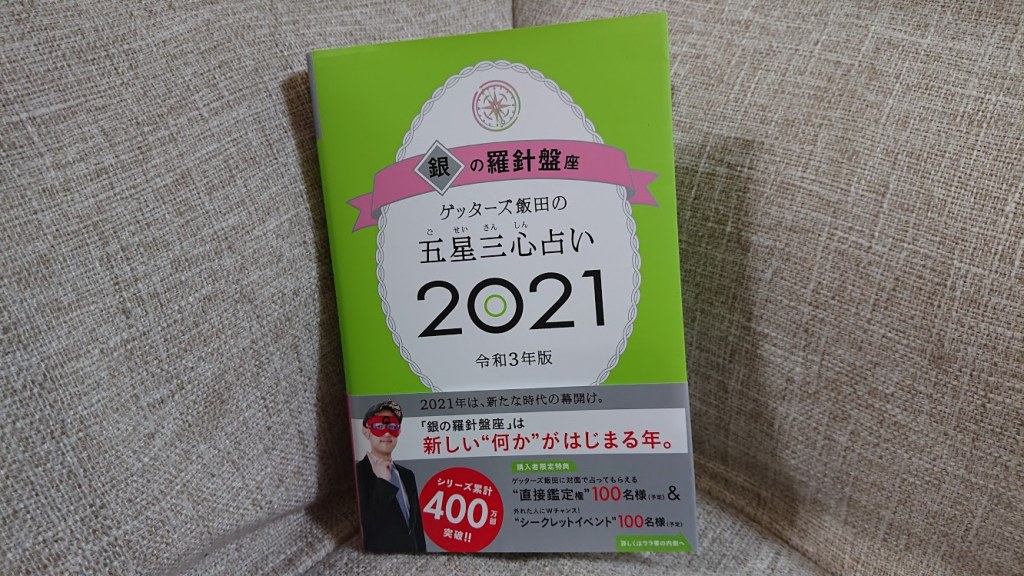 銀の羅針盤座
ゲッターズ飯田の
ごせいさんしん
五星三心占い
2021
令和3年版
2021年は、新たな時代の幕開け。
「銀の羅針盤座」は
新しい“何か”がはじまる年。
購入者限定特典
ゲッターズ飯田に対面で占ってもらえる
“直接鑑定権”100名様(予定)&
外れた人にWチャンス!
“シークレットイベント”100名様(予定)
詳しくはウラ帯の内側へ
シリーズ累計
400万部
突破!!